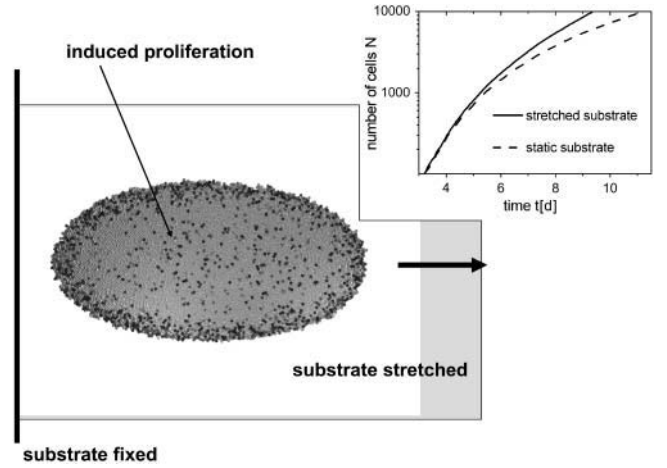 induced proliferation
number of cells N
10000
1000
stretched substrate
static substrate
4 6 8 10
time t[d]
substrate stretched
substrate fixed